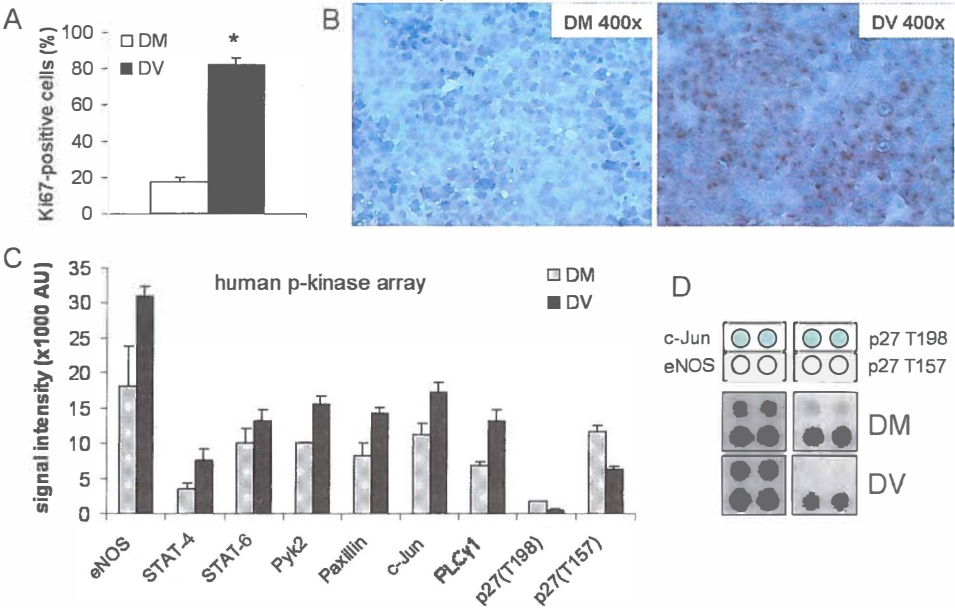 A
Ki67-positive cells (%)
100
80
60
40
20
0
DM
DV
*
B
DM 400x
DV 400x
C
signal intensity (x1000 AU)
35
30
25
20
15
10
5
0
human p-kinase array
DM
DV
eNOS
STAT-4
STAT-6
Pyk2
Paxillin
c-Jun
PLCγ1
p27(T198)
p27(T157)
D
c-Jun
p27 T198
eNOS
p27 T157
DM
DV